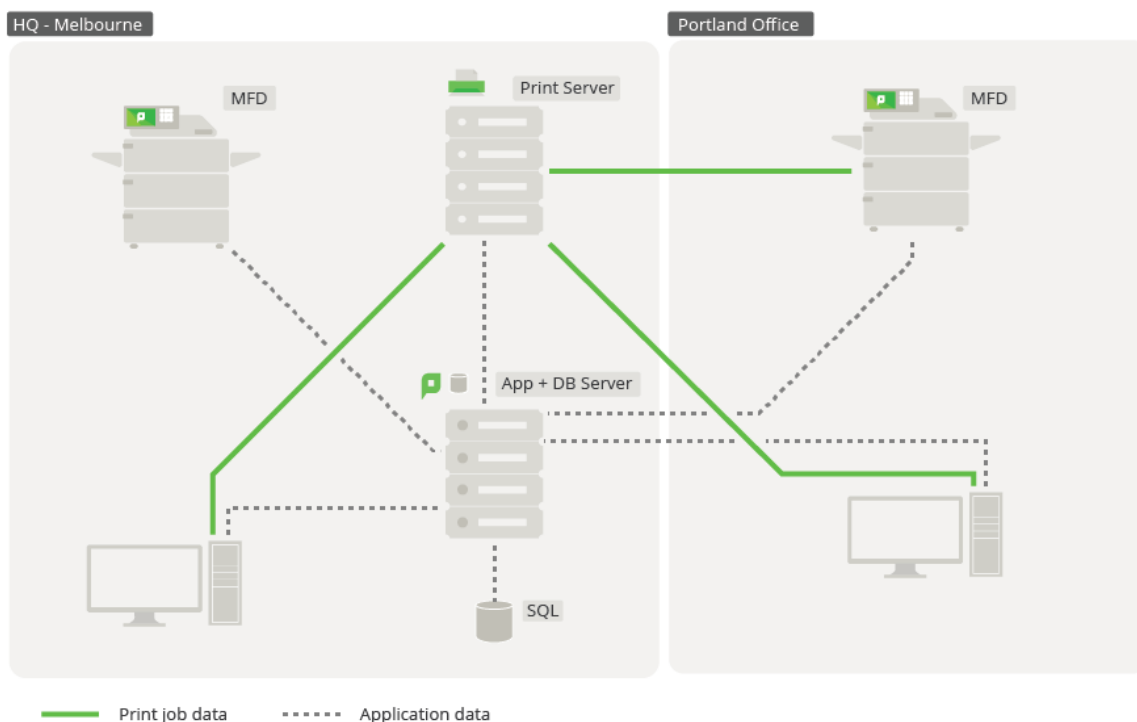 HQ - Melbourne
Portland Office
MFD
Print Server
MFD
App + DB Server
SQL
Print job data
Application data